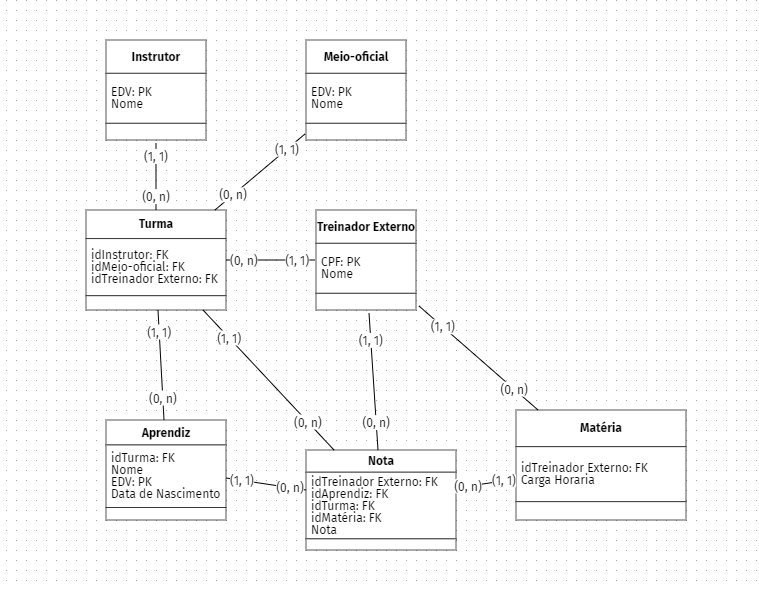 Instrutor
EDV: PK
Nome
Meio-oficial
EDV: PK
Nome
(1, 1)
(0, n)
(1, 1)
(0, n)
Turma
idInstrutor: FK
idMeio-oficial: FK
idTreinador Externo: FK
(0, n)
(1, 1)
Treinador Externo
CPF: PK
Nome
(1, 1)
(0, n)
(1, 1)
(0, n)
(1, 1)
(0, n)
(1, 1)
(0, n)
Aprendiz
idTurma: FK
Nome
EDV: PK
Data de Nascimento
(1, 1)
(0, n)
Nota
idTreinador Externo: FK
idAprendiz: FK
idTurma: FK
idMatéria: FK
Nota
(0, n)
(1, 1)
Matéria
idTreinador Externo: FK
Carga Horaria